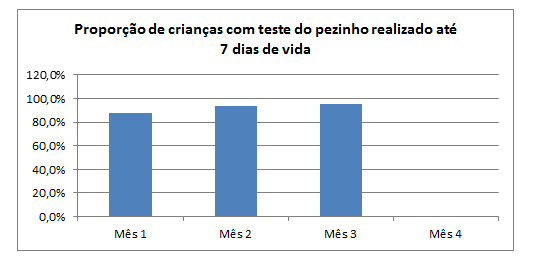 Proporção de crianças com teste do pezinho realizado até
7 dias de vida
120,0%
100,0%
80,0%
60,0%
40,0%
20,0%
0,0%
Mês 1 Mês 2 Mês 3 Mês 4